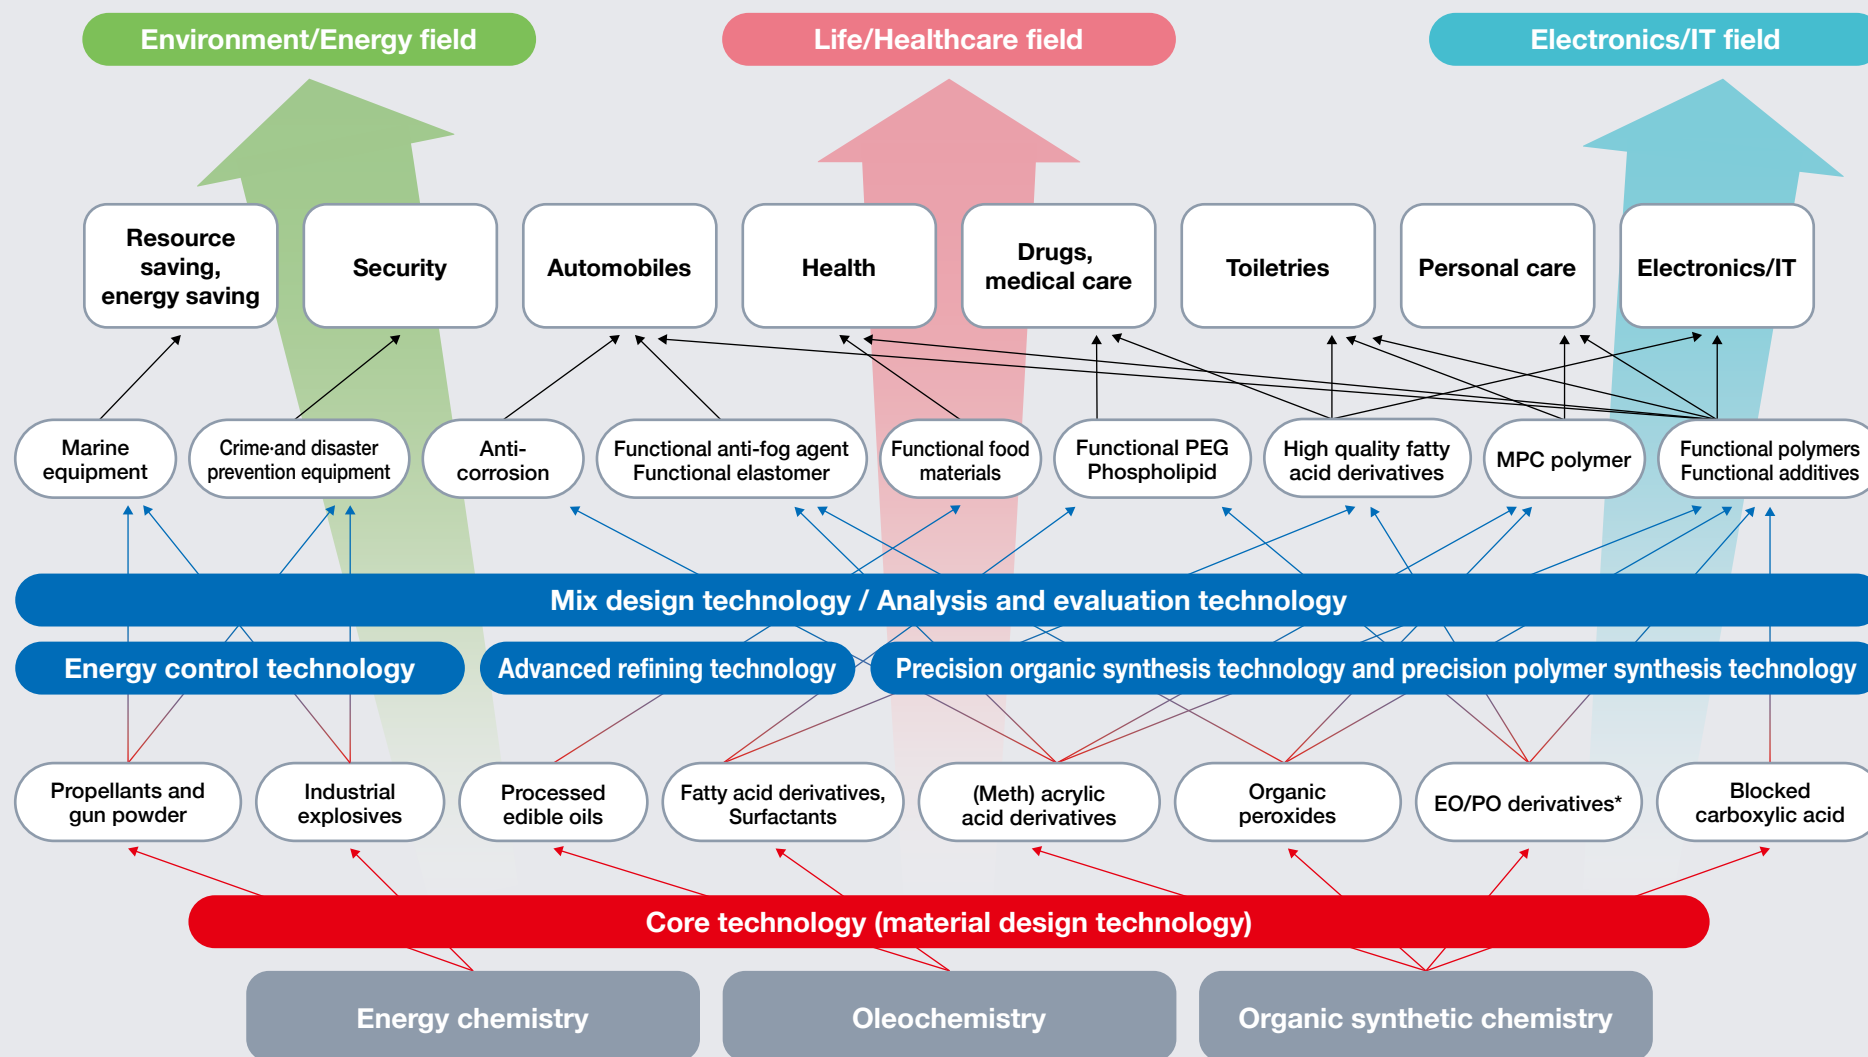 Environment/Energy field
Life/Healthcare field
Electronics/IT field
Resource
saving,
energy saving
Security
Automobiles
Health
Drugs,
medical care
Toiletries
Personal care
Electronics/IT
Marine
equipment
Crime·and disaster
prevention equipment
Anti-
corrosion
Functional anti-fog agent
Functional elastomer
Functional food
materials
Functional PEG
Phospholipid
High quality fatty
acid derivatives
MPC polymer
Functional polymers
Functional additives
Mix design technology / Analysis and evaluation technology
Energy control technology
Advanced refining technology
Precision organic synthesis technology and precision polymer synthesis technology
Propellants and
gun powder
Industrial
explosives
Processed
edible oils
Fatty acid derivatives,
Surfactants
(Meth) acrylic
acid derivatives
Organic
peroxides
EO/PO derivatives*
Blocked
carboxylic acid
Core technology (material design technology)
Energy chemistry
Oleochemistry
Organic synthetic chemistry